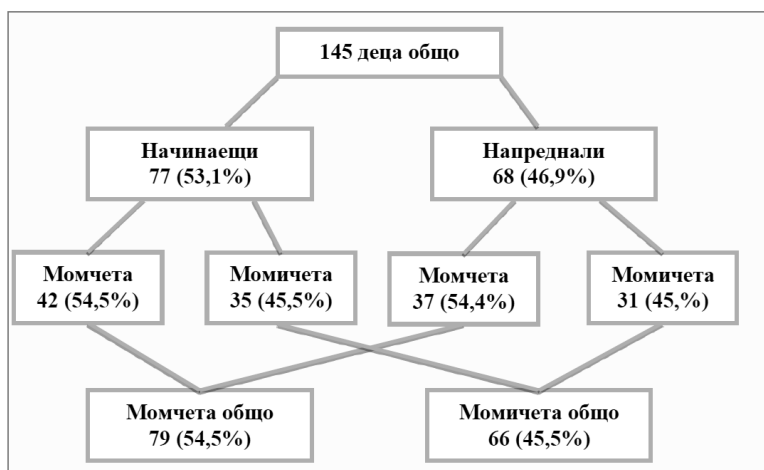 145 деца общо
Начинаещи
77 (53,1%)
Напреднали
68 (46,9%)
Момчета
42 (54,5%)
Момичета
35 (45,5%)
Момчета
37 (54,4%)
Момичета
31 (45,%)
Момчета общо
79 (54,5%)
Момичета общо
66 (45,5%)